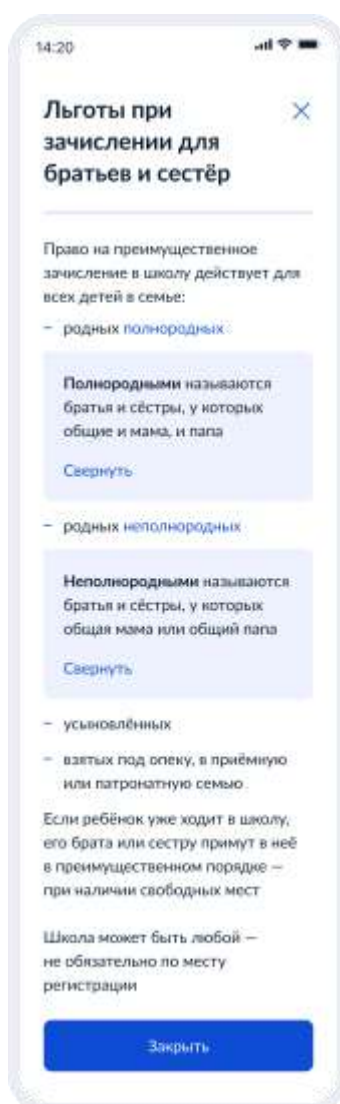 14:20
Льготы при
зачислении для
братьев и сестёр
Право на преимущественное
зачисление в школу действует для
всех детей в семье:
– родных полнородных
Полнородными называются
братья и сёстры, у которых
общие и мама, и папа
Свернуть
– родных неполнородных
Неполнородными называются
братья и сёстры, у которых
общая мама или общий папа
Свернуть
– усыновлённых
– взятых под опеку, в приёмную
или патронатную семью
Если ребёнок уже ходит в школу,
его брата или сестру примут в неё
в преимущественном порядке —
при наличии свободных мест
Школа может быть любой —
не обязательно по месту
регистрации
Закрыть